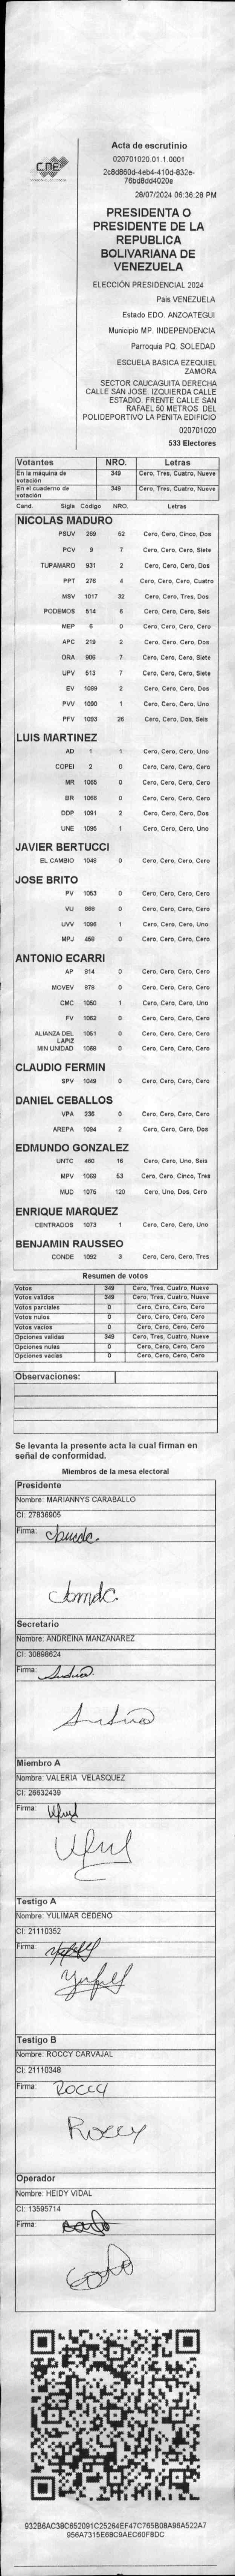 CNE
Acta de escrutinio
020701020.01.1.0001
2c8d860d-4eb4-410d-832e-
76bd8dd4020e
28/07/2024 06:36:28 PM
PRESIDENTA O
PRESIDENTE DE LA
REPUBLICA
BOLIVARIANA DE
VENEZUELA
ELECCIÓN PRESIDENCIAL 2024
Pais VENEZUELA
Estado EDO. ANZOATEGUI
Municipio MP. INDEPENDENCIA
Parroquia PQ. SOLEDAD
ESCUELA BASICA EZEQUIEL
ZAMORA
SECTOR CAUCAGUITA DERECHA
CALLE SAN JOSE. IZQUIERDA CALLE
ESTADIO. FRENTE CALLE SAN
RAFAEL 50 METROS DEL
POLIDEPORTIVO LA PENITA EDIFICIO
020701020
533 Electores
Votantes NRO. Letras
En la máquina de votación 349 Cero, Tres, Cuatro, Nueve
En el cuaderno de votación 349 Cero, Tres, Cuatro, Nueve
Cand. Sigla Código NRO. Letras
NICOLAS MADURO
PSUV 269 52 Cero, Cero, Cinco, Dos
PCV 9 7 Cero, Cero, Cero, Siete
TUPAMARO 931 2 Cero, Cero, Cero, Dos
PPT 276 4 Cero, Cero, Cero, Cuatro
MSV 1017 32 Cero, Cero, Tres, Dos
PODEMOS 514 6 Cero, Cero, Cero, Seis
MEP 6 0 Cero, Cero, Cero, Cero
APC 219 2 Cero, Cero, Cero, Dos
ORA 906 7 Cero, Cero, Cero, Siete
UPV 513 7 Cero, Cero, Cero, Siete
EV 1089 2 Cero, Cero, Cero, Dos
PVV 1090 1 Cero, Cero, Cero, Uno
PFV 1093 26 Cero, Cero, Dos, Seis
LUIS MARTINEZ
AD 1 1 Cero, Cero, Cero, Uno
COPEI 2 0 Cero, Cero, Cero, Cero
MR 1065 0 Cero, Cero, Cero, Cero
BR 1066 0 Cero, Cero, Cero, Cero
DDP 1091 2 Cero, Cero, Cero, Dos
UNE 1095 1 Cero, Cero, Cero, Uno
JAVIER BERTUCCI
EL CAMBIO 1048 0 Cero, Cero, Cero, Cero
JOSE BRITO
PV 1053 0 Cero, Cero, Cero, Cero
VU 868 0 Cero, Cero, Cero, Cero
UVV 1096 1 Cero, Cero, Cero, Uno
MPJ 458 0 Cero, Cero, Cero, Cero
ANTONIO ECARRI
AP 814 0 Cero, Cero, Cero, Cero
MOVEV 878 0 Cero, Cero, Cero, Cero
CMC 1050 1 Cero, Cero, Cero, Uno
FV 1062 0 Cero, Cero, Cero, Cero
ALIANZA DEL LAPIZ 1051 0 Cero, Cero, Cero, Cero
MIN UNIDAD 1069 0 Cero, Cero, Cero, Cero
CLAUDIO FERMIN
SPV 1049 0 Cero, Cero, Cero, Cero
DANIEL CEBALLOS
VPA 236 0 Cero, Cero, Cero, Cero
AREPA 1094 2 Cero, Cero, Cero, Dos
EDMUNDO GONZALEZ
UNTC 460 16 Cero, Cero, Uno, Seis
MPV 1069 53 Cero, Cero, Cinco, Tres
MUD 1075 120 Cero, Uno, Dos, Cero
ENRIQUE MARQUEZ
CENTRADOS 1073 1 Cero, Cero, Cero, Uno
BENJAMIN RAUSSEO
CONDE 1092 3 Cero, Cero, Cero, Tres
Resumen de votos
Votos 349 Cero, Tres, Cuatro, Nueve
Votos validos 349 Cero, Tres, Cuatro, Nueve
Votos parciales 0 Cero, Cero, Cero, Cero
Votos nulos 0 Cero, Cero, Cero, Cero
Votos vacios 0 Cero, Cero, Cero, Cero
Opciones validas 349 Cero, Tres, Cuatro, Nueve
Opciones nulas 0 Cero, Cero, Cero, Cero
Opciones vacias 0 Cero, Cero, Cero, Cero
Observaciones:
Se levanta la presente acta la cual firman en
señal de conformidad.
Miembros de la mesa electoral
Presidente
Nombre: MARIANNYS CARABALLO
CI: 27836905
Firma:
Secretario
Nombre: ANDREINA MANZANAREZ
CI: 30898624
Firma:
Miembro A
Nombre: VALERIA VELASQUEZ
CI: 26632439
Firma:
Testigo A
Nombre: YULIMAR CEDEÑO
CI: 21110352
Firma:
Testigo B
Nombre: ROCCY CARVAJAL
CI: 21110348
Firma: Roccy
Roccy
Operador
Nombre: HEIDY VIDAL
CI: 13595714
Firma:
932B6AC3BC652091C25264EF47C765B08A96A522A7
956A7315E68C9AEC60F8DC